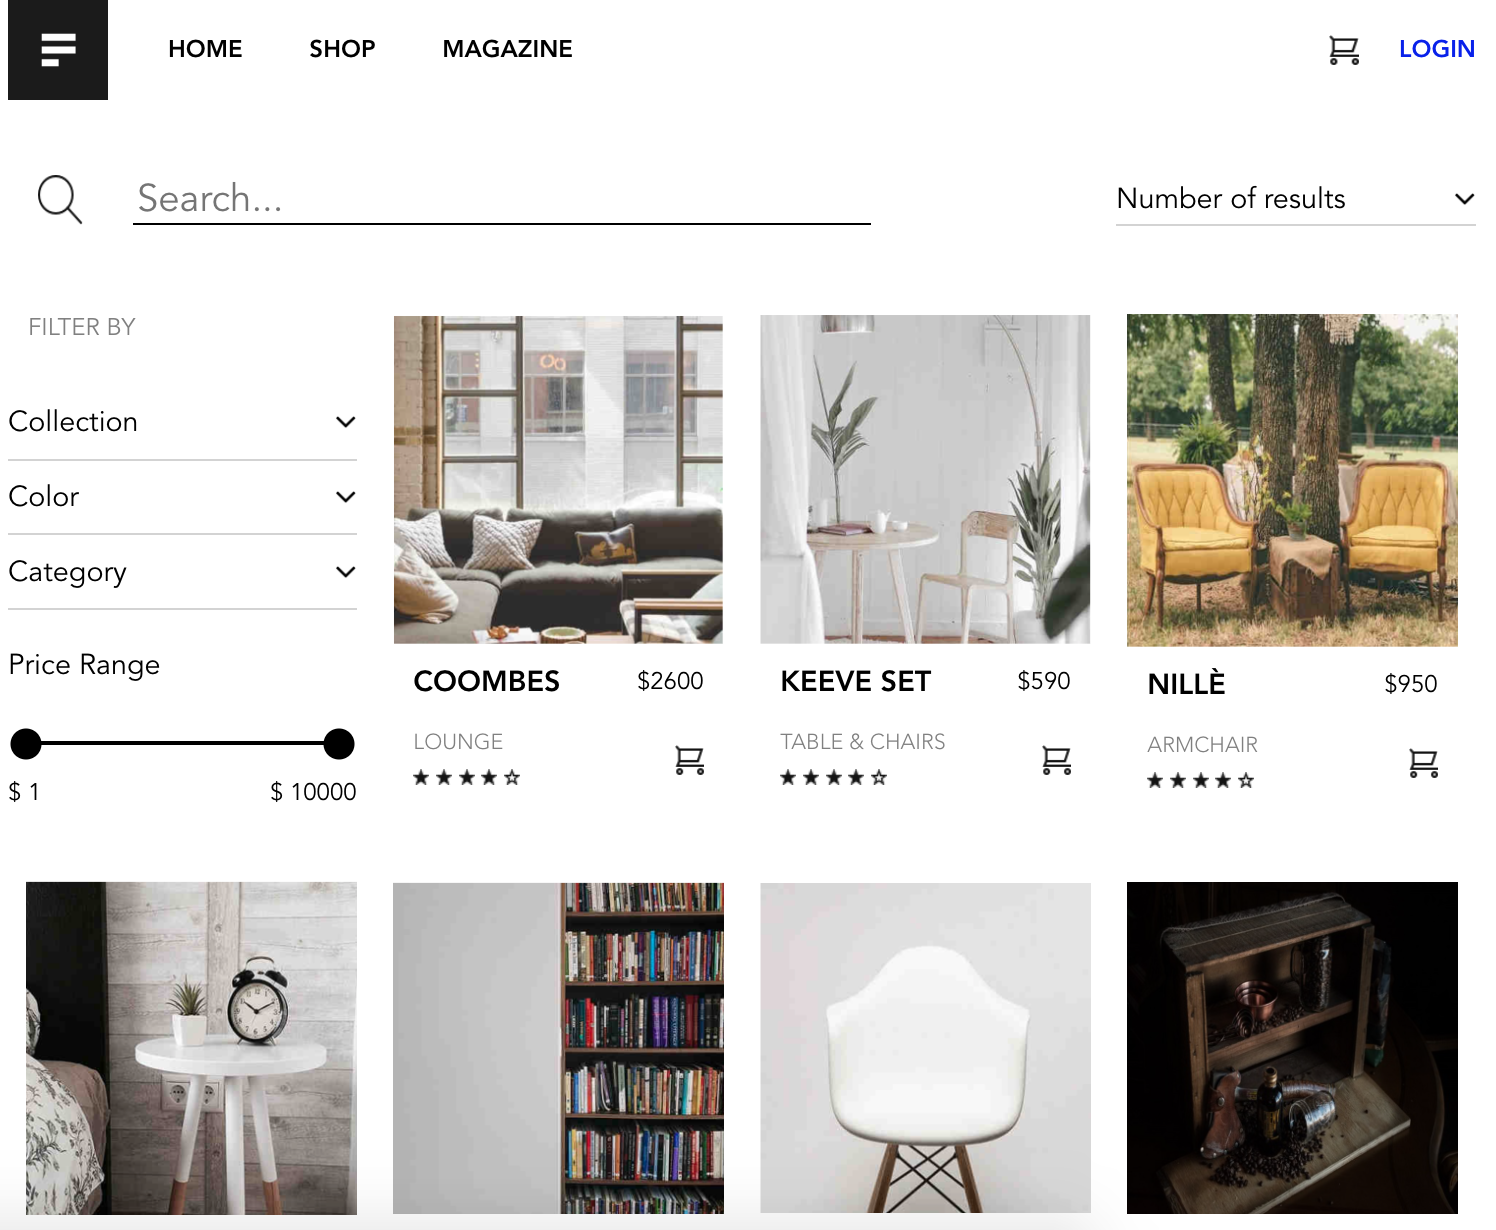 HOME SHOP MAGAZINE LOGIN
Search...
Number of results
FILTER BY
Collection
Color
Category
Price Range
$ 1 $ 10000
COOMBES $2600
LOUNGE
KEEVE SET $590
TABLE & CHAIRS
NILLÈ $950
ARMCHAIR